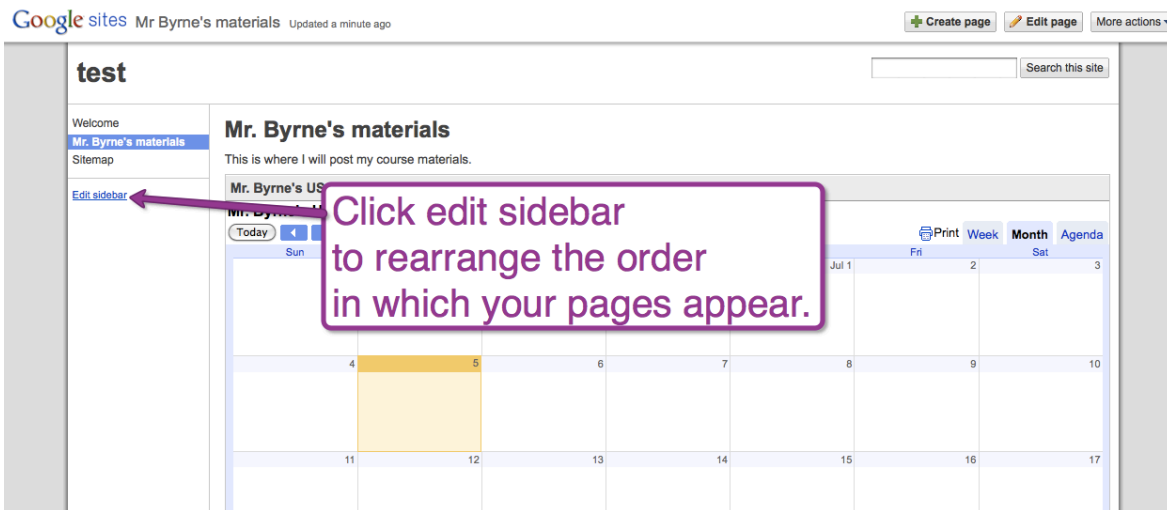 Google sites Mr Byrne's materials Updated a minute ago
Create page Edit page More actions
test
Search this site
Welcome
Mr. Byrne's materials
Sitemap
Edit sidebar
Mr. Byrne's materials
This is where I will post my course materials.
Mr. Byrne's US
Click edit sidebar
to rearrange the order
in which your pages appear.
Today
Print Week Month Agenda
Sun Fri Sat
Jul 1 2 3
4 5 6 7 8 9 10
11 12 13 14 15 16 17